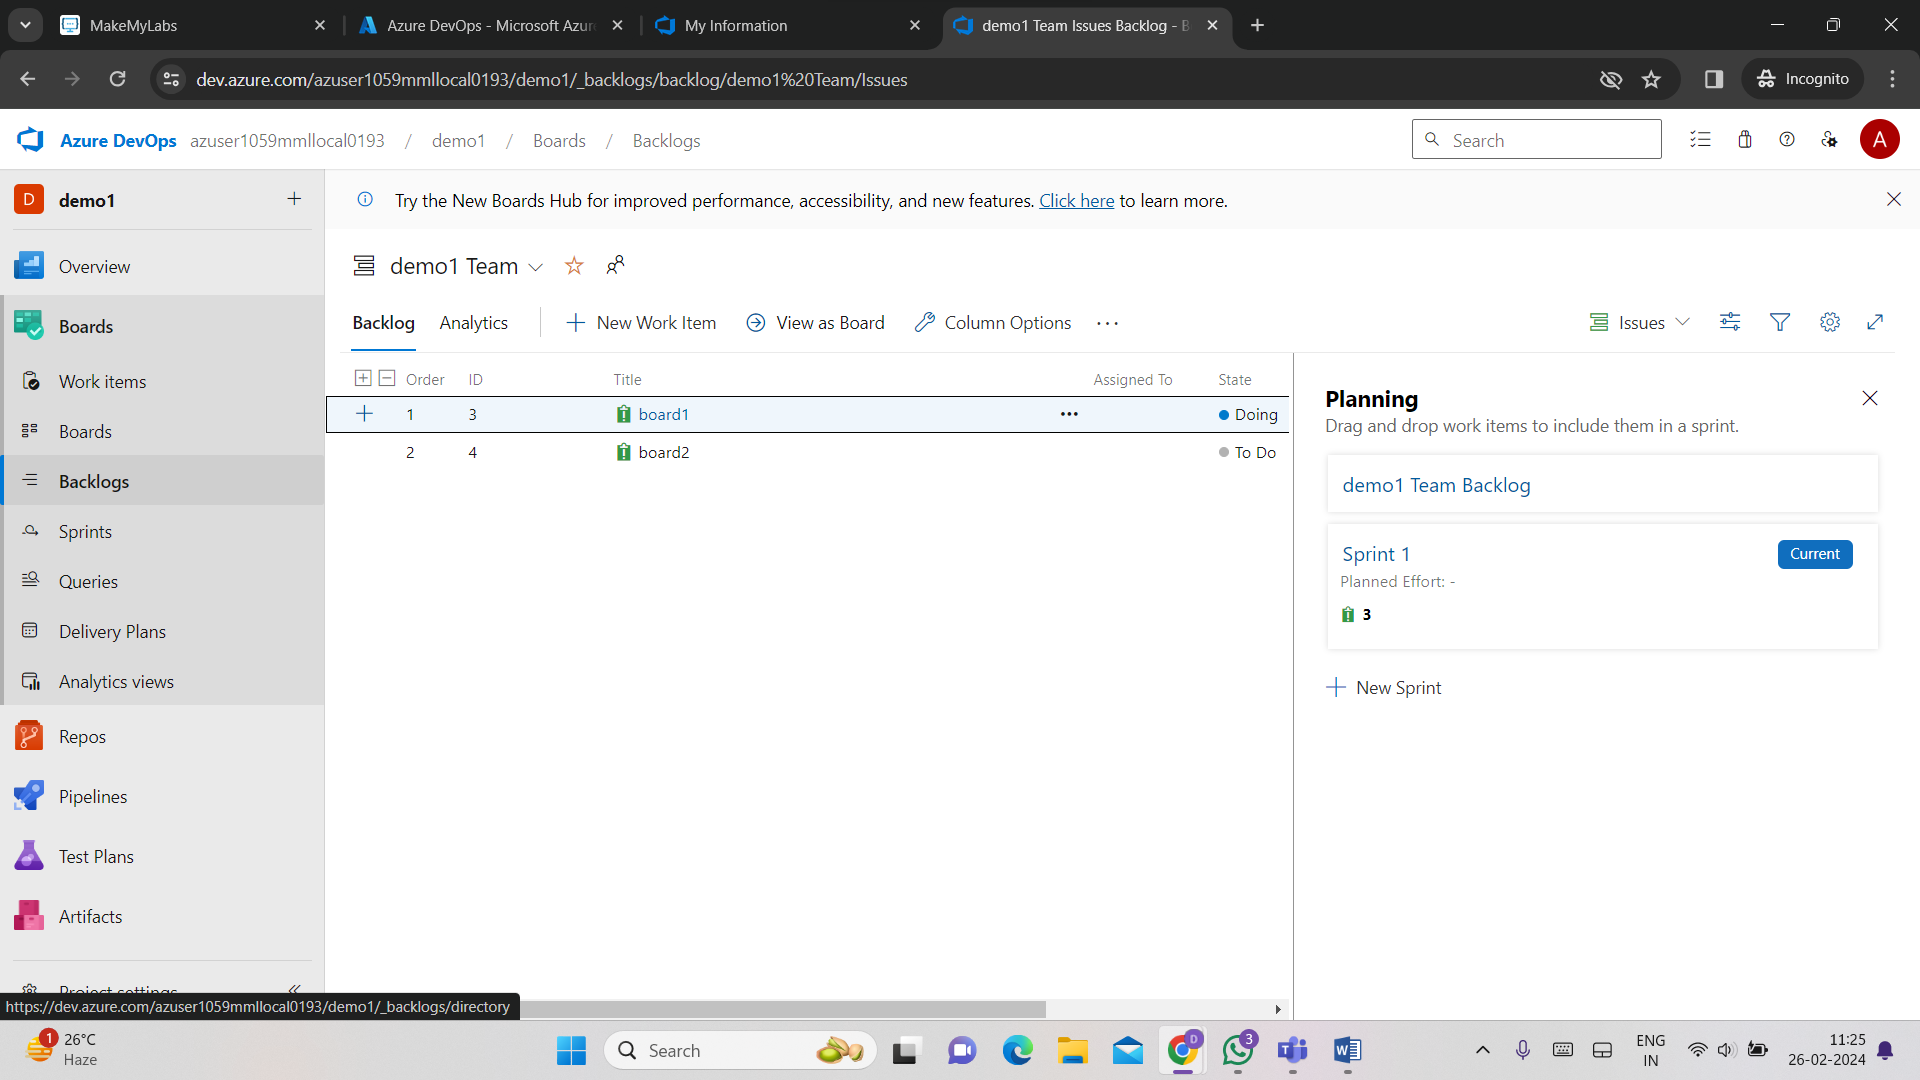 MakeMyLabs
Azure DevOps - Microsoft Azur
My Information
demo1 Team Issues Backlog - B
dev.azure.com/azuser1059mmllocal0193/demo1/_backlogs/backlog/demo1%20Team/Issues
Incognito
Azure DevOps azuser1059mmllocal0193 / demo1 / Boards / Backlogs
Search
A
D demo1
Try the New Boards Hub for improved performance, accessibility, and new features. Click here to learn more.
Overview
Boards
Work items
Boards
Backlogs
Sprints
Queries
Delivery Plans
Analytics views
Repos
Pipelines
Test Plans
Artifacts
Project settings
demo1 Team
Backlog Analytics New Work Item View as Board Column Options
Issues
Order ID Title Assigned To State
1 3 board1 Doing
2 4 board2 To Do
Planning
Drag and drop work items to include them in a sprint.
demo1 Team Backlog
Sprint 1 Current
Planned Effort: -
3
New Sprint
https://dev.azure.com/azuser1059mmllocal0193/demo1/_backlogs/directory
1
26°C
Haze
Search
D
3
ENG
IN
11:25
26-02-2024